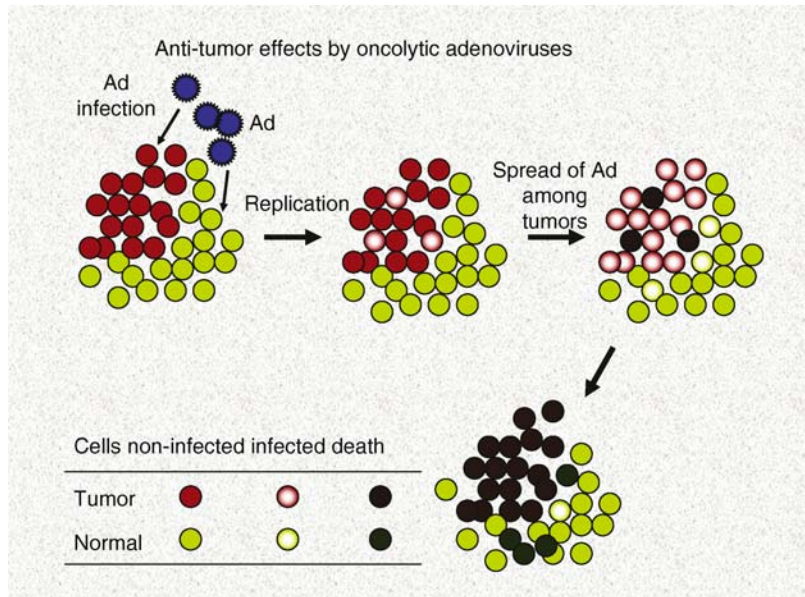 Anti-tumor effects by oncolytic adenoviruses
Ad
infection
Ad
Replication
Spread of Ad
among
tumors
Cells non-infected infected death
Tumor
Normal